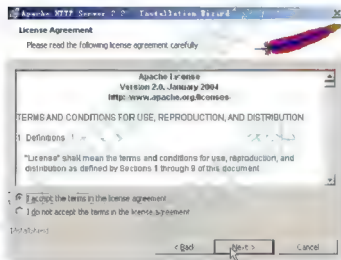 Apache HTTP Server 2.2 - Installation Wizard
License Agreement
Please read the following license agreement carefully
Apache License
Version 2.0, January 2004
http: www.apache.org/licenses-
TERMS AND CONDITIONS FOR USE, REPRODUCTION, AND DISTRIBUTION
1 Definitions
"License" shall mean the terms and conditions for use, reproduction, and
distribution as defined by Sections 1 through 9 of this document
I accept the terms in the license agreement
I do not accept the terms in the license agreement
< Back
Next >
Cancel